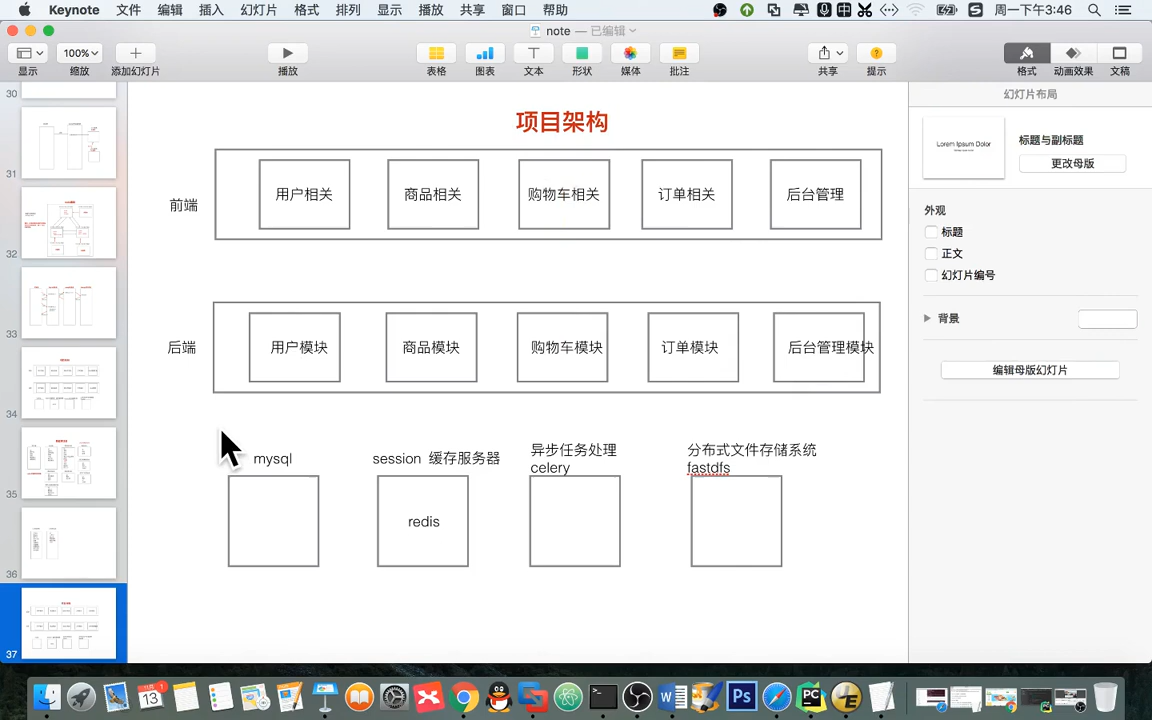 Keynote 文件 编辑 插入 幻灯片 格式 排列 显示 播放 共享 窗口 帮助
周一下午3:46
note — 已编辑
100%
显示 缩放 添加幻灯片 播放 表格 图表 文本 形状 媒体 批注 共享 提示 格式 动画效果 文稿
30
31
32
33
34
35
36
37
项目架构
前端
用户相关 商品相关 购物车相关 订单相关 后台管理
后端
用户模块 商品模块 购物车模块 订单模块 后台管理模块
mysql
session 缓存服务器
异步任务处理
celery
分布式文件存储系统
fastdfs
redis
幻灯片布局
Lorem Ipsum Dolor
标题与副标题
更改母版
外观
标题
正文
幻灯片编号
背景
编辑母版幻灯片